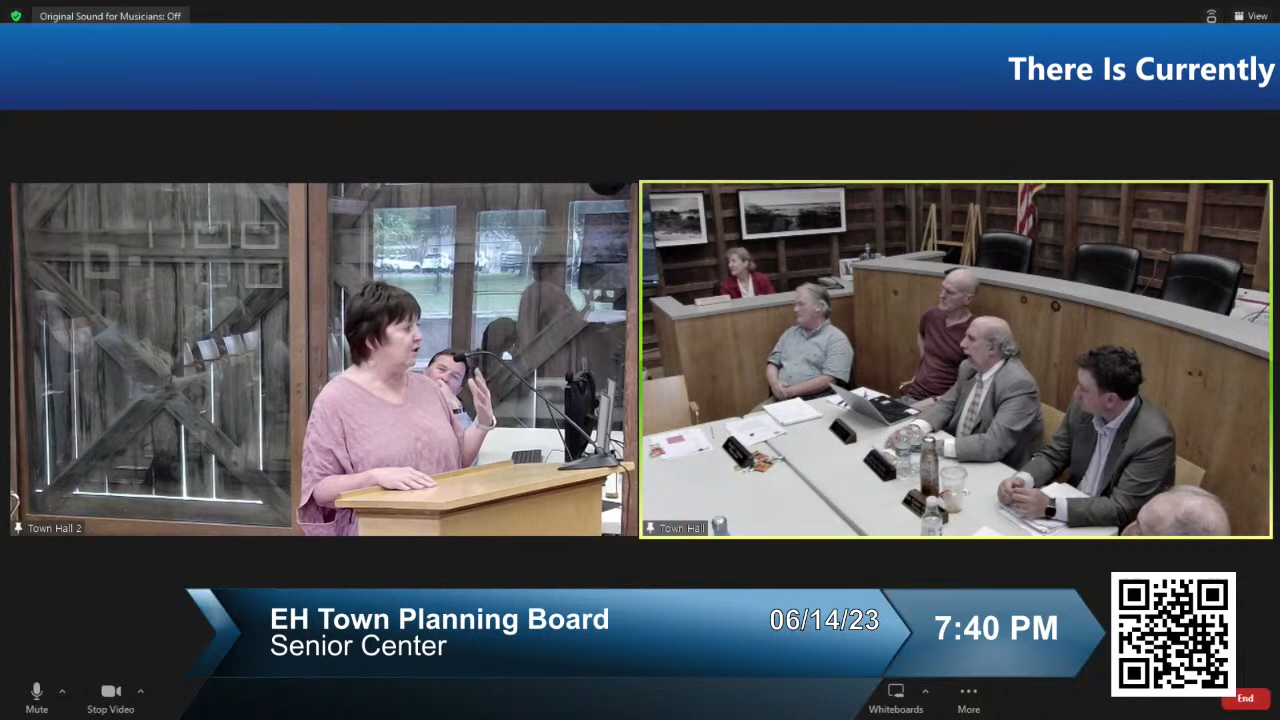 Original Sound for Musicians: Off
View
There Is Currently
Town Hall 2
Town Hall
EH Town Planning Board
Senior Center
06/14/23
7:40 PM
Mute
Stop Video
Whiteboards
More
End